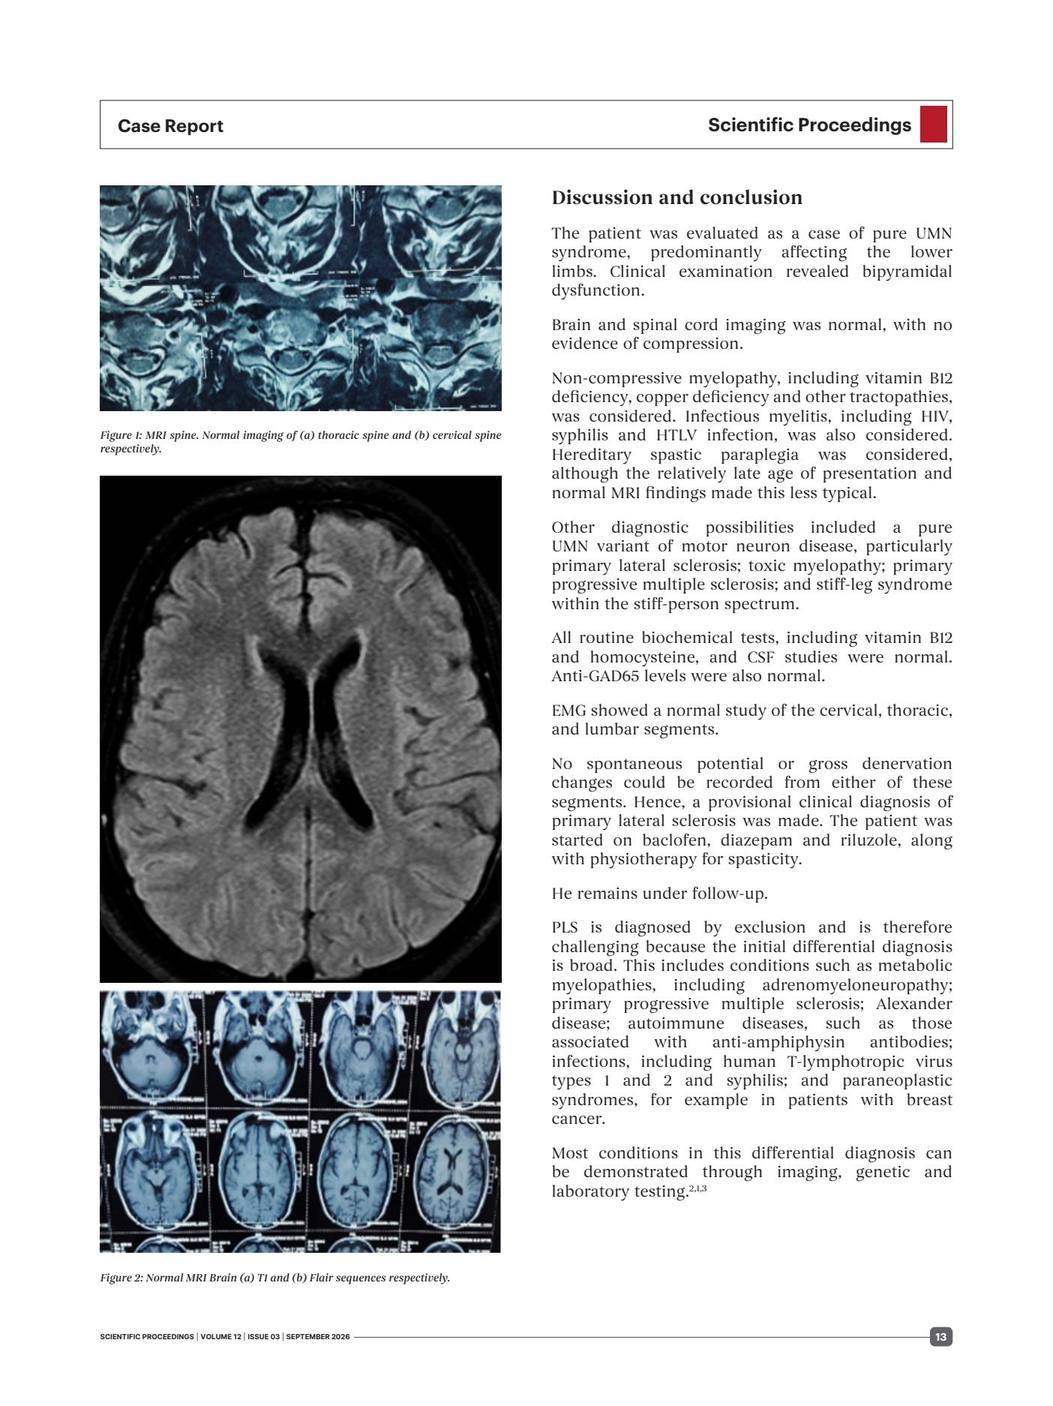 Case Report
Scientific Proceedings
Figure 1: MRI spine. Normal imaging of (a) thoracic spine and (b) cervical spine
respectively.
Figure 2: Normal MRI Brain (a) T1 and (b) Flair sequences respectively.
Discussion and conclusion
The patient was evaluated as a case of pure UMN
syndrome, predominantly affecting the lower
limbs. Clinical examination revealed bipyramidal
dysfunction.
Brain and spinal cord imaging was normal, with no
evidence of compression.
Non-compressive myelopathy, including vitamin B12
deficiency, copper deficiency and other tractopathies,
was considered. Infectious myelitis, including HIV,
syphilis and HTLV infection, was also considered.
Hereditary spastic paraplegia was considered,
although the relatively late age of presentation and
normal MRI findings made this less typical.
Other diagnostic possibilities included a pure
UMN variant of motor neuron disease, particularly
primary lateral sclerosis; toxic myelopathy; primary
progressive multiple sclerosis; and stiff-leg syndrome
within the stiff-person spectrum.
All routine biochemical tests, including vitamin B12
and homocysteine, and CSF studies were normal.
Anti-GAD65 levels were also normal.
EMG showed a normal study of the cervical, thoracic,
and lumbar segments.
No spontaneous potential or gross denervation
changes could be recorded from either of these
segments. Hence, a provisional clinical diagnosis of
primary lateral sclerosis was made. The patient was
started on baclofen, diazepam and riluzole, along
with physiotherapy for spasticity.
He remains under follow-up.
PLS is diagnosed by exclusion and is therefore
challenging because the initial differential diagnosis
is broad. This includes conditions such as metabolic
myelopathies, including adrenomyeloneuropathy;
primary progressive multiple sclerosis; Alexander
disease; autoimmune diseases, such as those
associated with anti-amphiphysin antibodies;
infections, including human T-lymphotropic virus
types 1 and 2 and syphilis; and paraneoplastic
syndromes, for example in patients with breast
cancer.
Most conditions in this differential diagnosis can
be demonstrated through imaging, genetic and
laboratory testing.2,1,3
SCIENTIFIC PROCEEDINGS | VOLUME 12 | ISSUE 03 | SEPTEMBER 2026
13